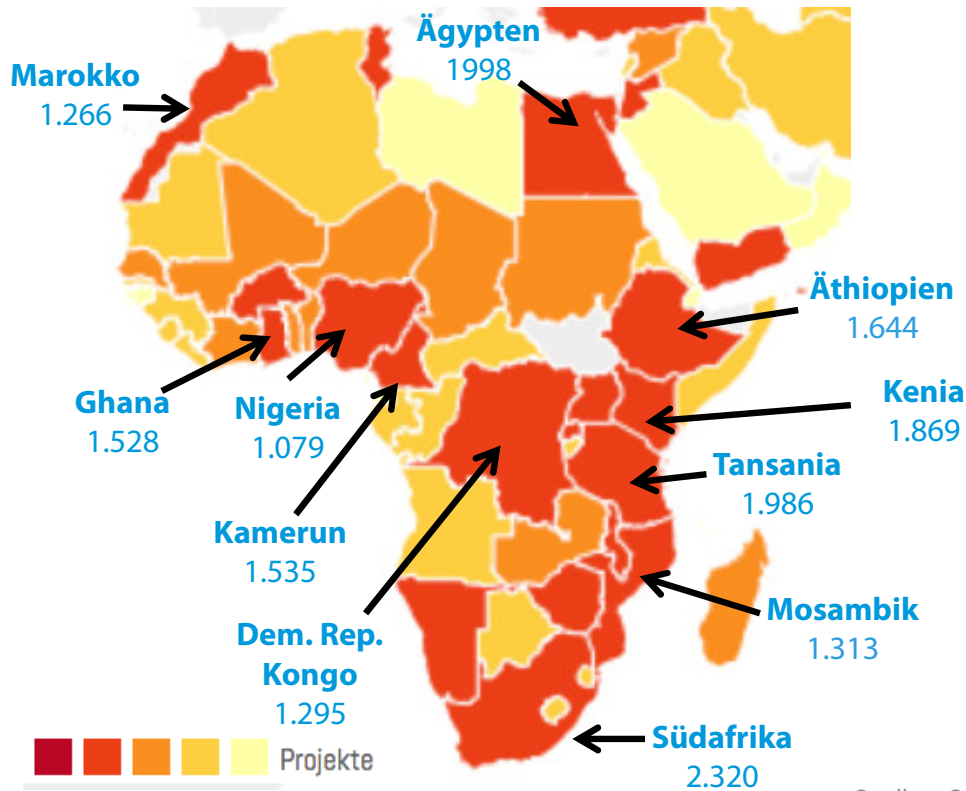 Ägypten
1998
Marokko
1.266
Äthiopien
1.644
Ghana
1.528
Nigeria
1.079
Kenia
1.869
Tansania
1.986
Kamerun
1.535
Mosambik
1.313
Dem. Rep.
Kongo
1.295
Südafrika
2.320
Projekte